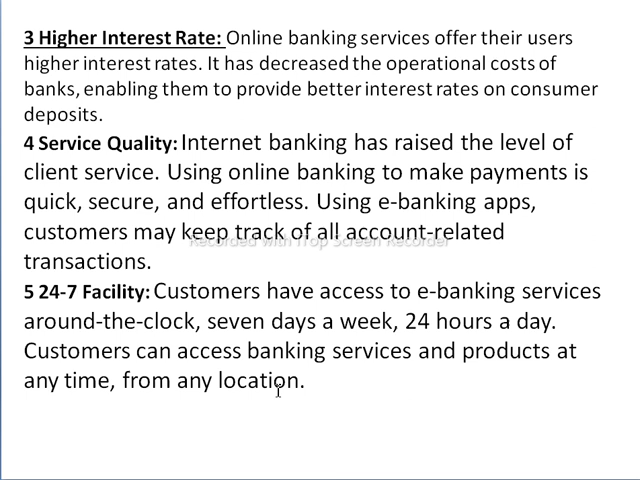 3 Higher Interest Rate: Online banking services offer their users
higher interest rates. It has decreased the operational costs of
banks, enabling them to provide better interest rates on consumer
deposits.
4 Service Quality: Internet banking has raised the level of
client service. Using online banking to make payments is
quick, secure, and effortless. Using e-banking apps,
customers may keep track of all account-related
Recorded with iTop Screen Recorder
transactions.
5 24-7 Facility: Customers have access to e-banking services
around-the-clock, seven days a week, 24 hours a day.
Customers can access banking services and products at
any time, from any location.